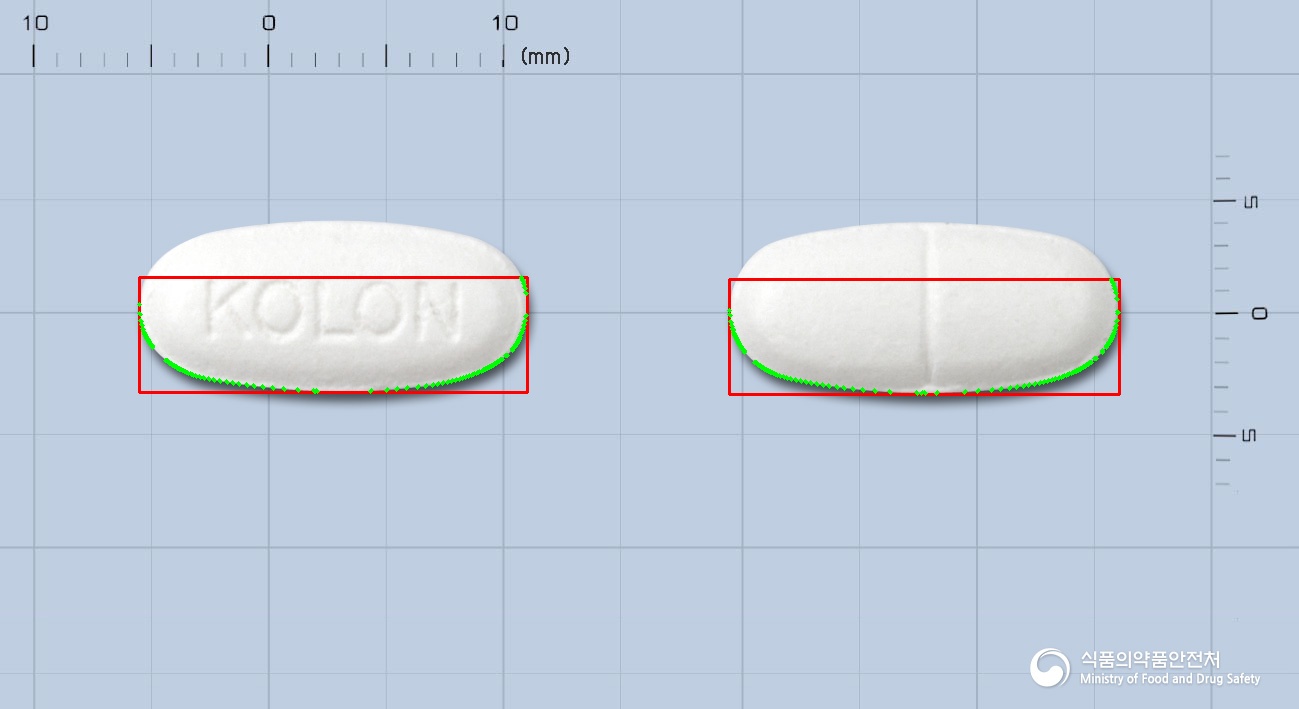 10 0 10
(mm)
KOLON
5
0
5
식품의약품안전처
Ministry of Food and Drug Safety